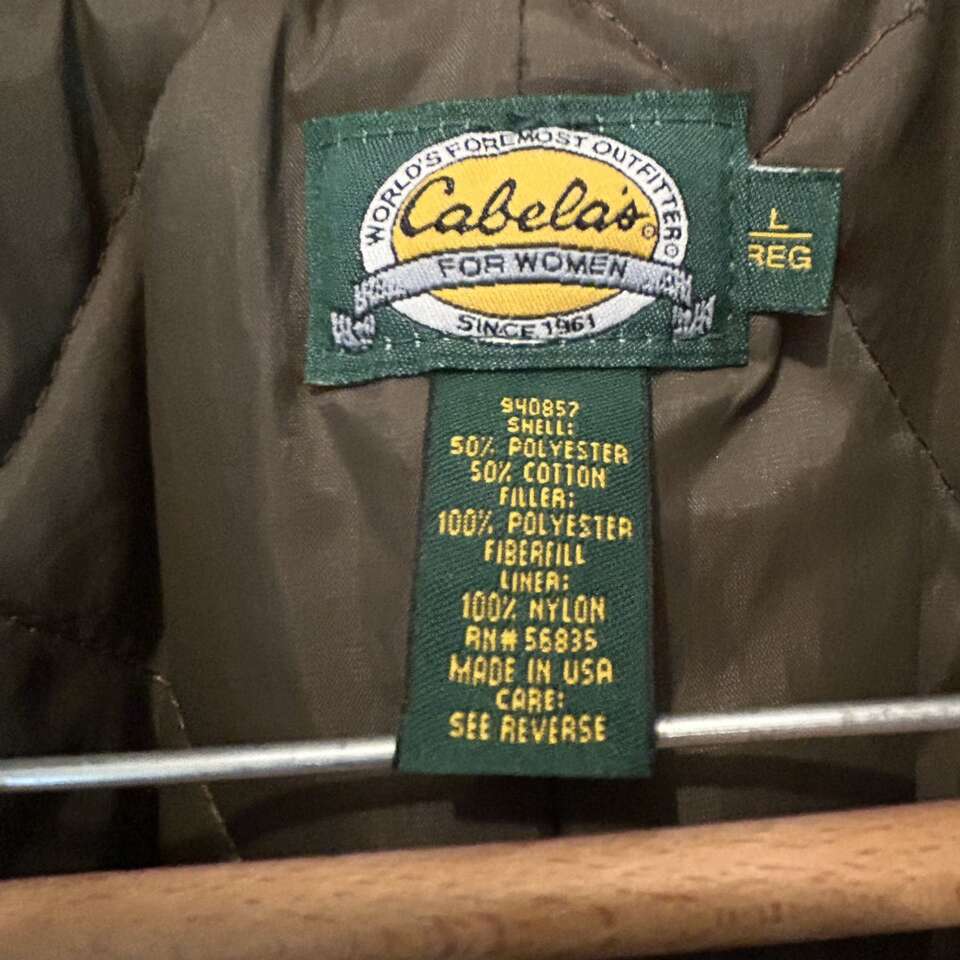 WORLD'S FOREMOST OUTFITTER©
Cabela's®
FOR WOMEN
SINCE 1961
L
REG
940857
SHELL:
50% POLYESTER
50% COTTON
FILLER:
100% POLYESTER
FIBERFILL
LINER:
100% NYLON
RN# 56835
MADE IN USA
CARE:
SEE REVERSE